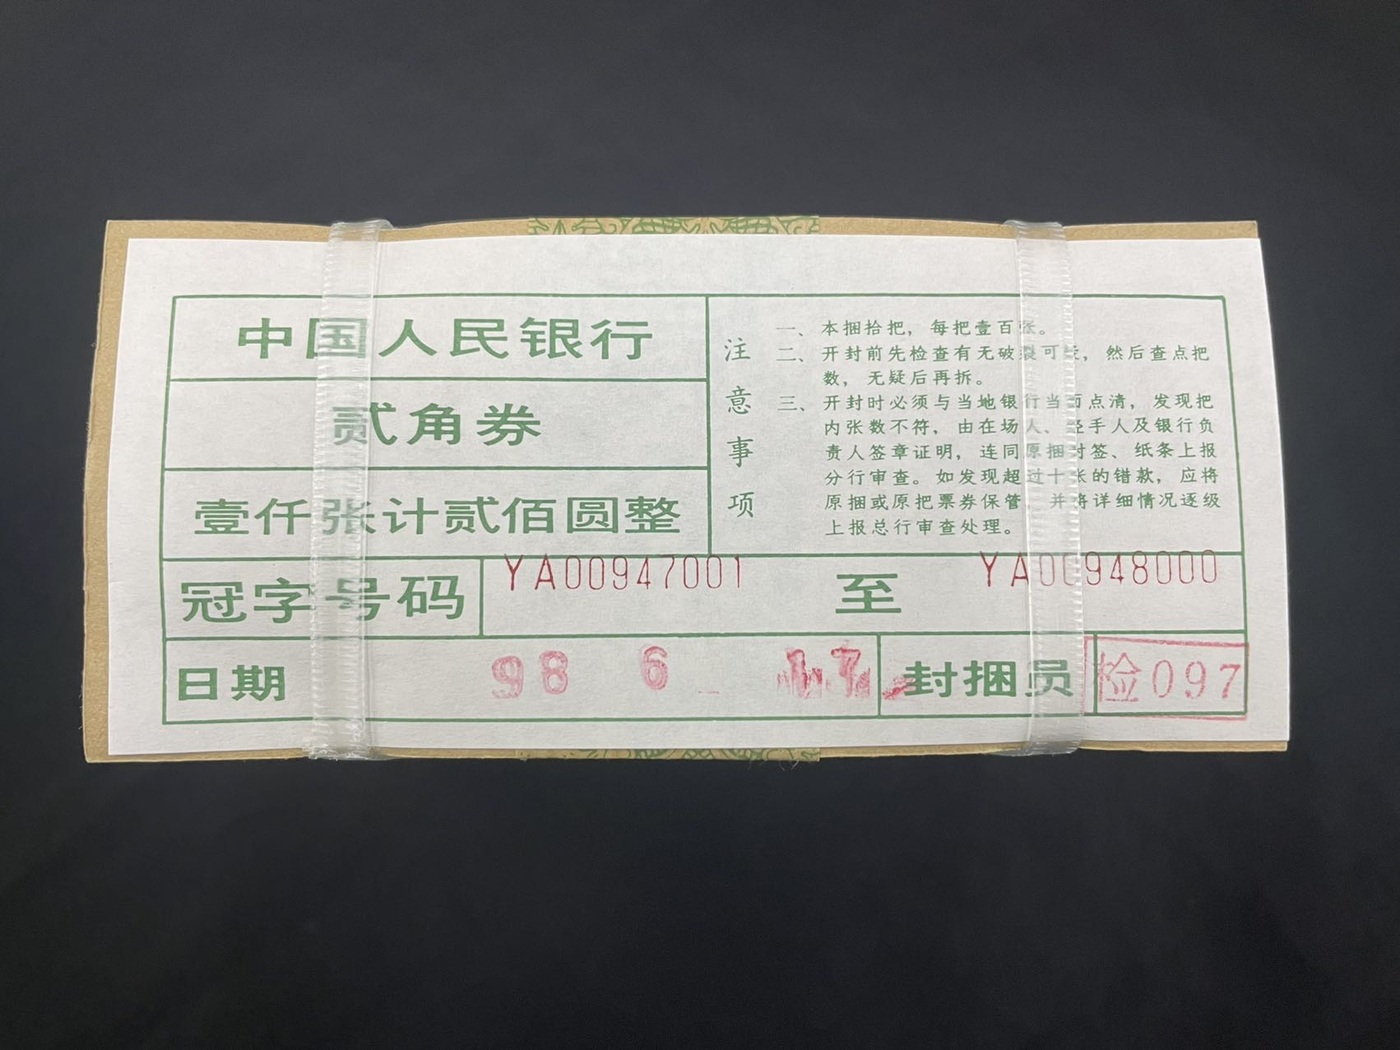 中国人民银行
贰角券
壹仟张计贰佰圆整
注意事项
一、本捆拾把，每把壹百张。
二、开封前先检查有无破裂可疑，然后查点把
数，无疑后再拆。
三、开封时必须与当地银行当面点清，发现把
内张数不符，由在场人、经手人及银行负
责人签章证明，连同原捆封签、纸条上报
分行审查。如发现超过十张的错款，应将
原捆或原把票券保管，并将详细情况逐级
上报总行审查处理。
冠字号码 YA00947001 至 YA00948000
日期 98 6 17 封捆员 检097